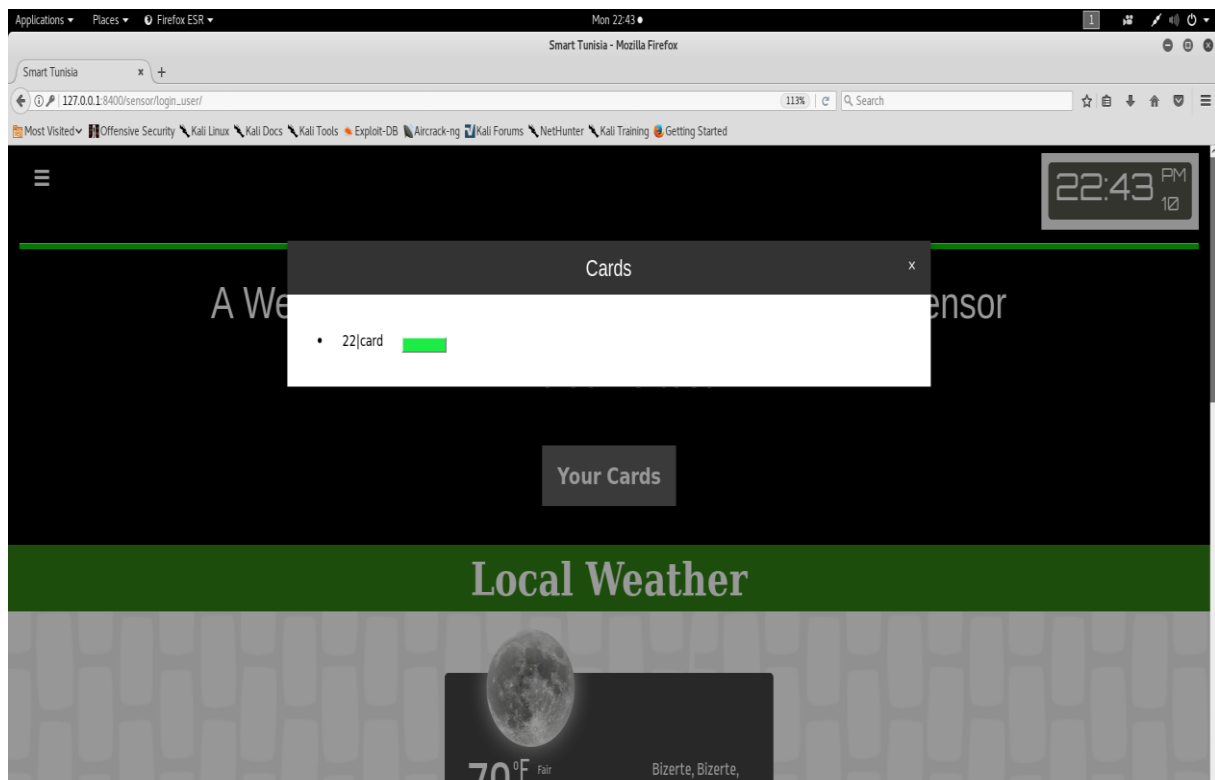 Applications Places Firefox ESR Mon 22:43 1
Smart Tunisia - Mozilla Firefox
Smart Tunisia x +
127.0.0.1:8400/sensor/login_user/ 113% Search
Most Visited Offensive Security Kali Linux Kali Docs Kali Tools Exploit-DB Aircrack-ng Kali Forums NetHunter Kali Training Getting Started
22:43 PM
10
Cards x
A We ensor
• 22|card
Your Cards
Local Weather
70°F Fair Bizerte, Bizerte,